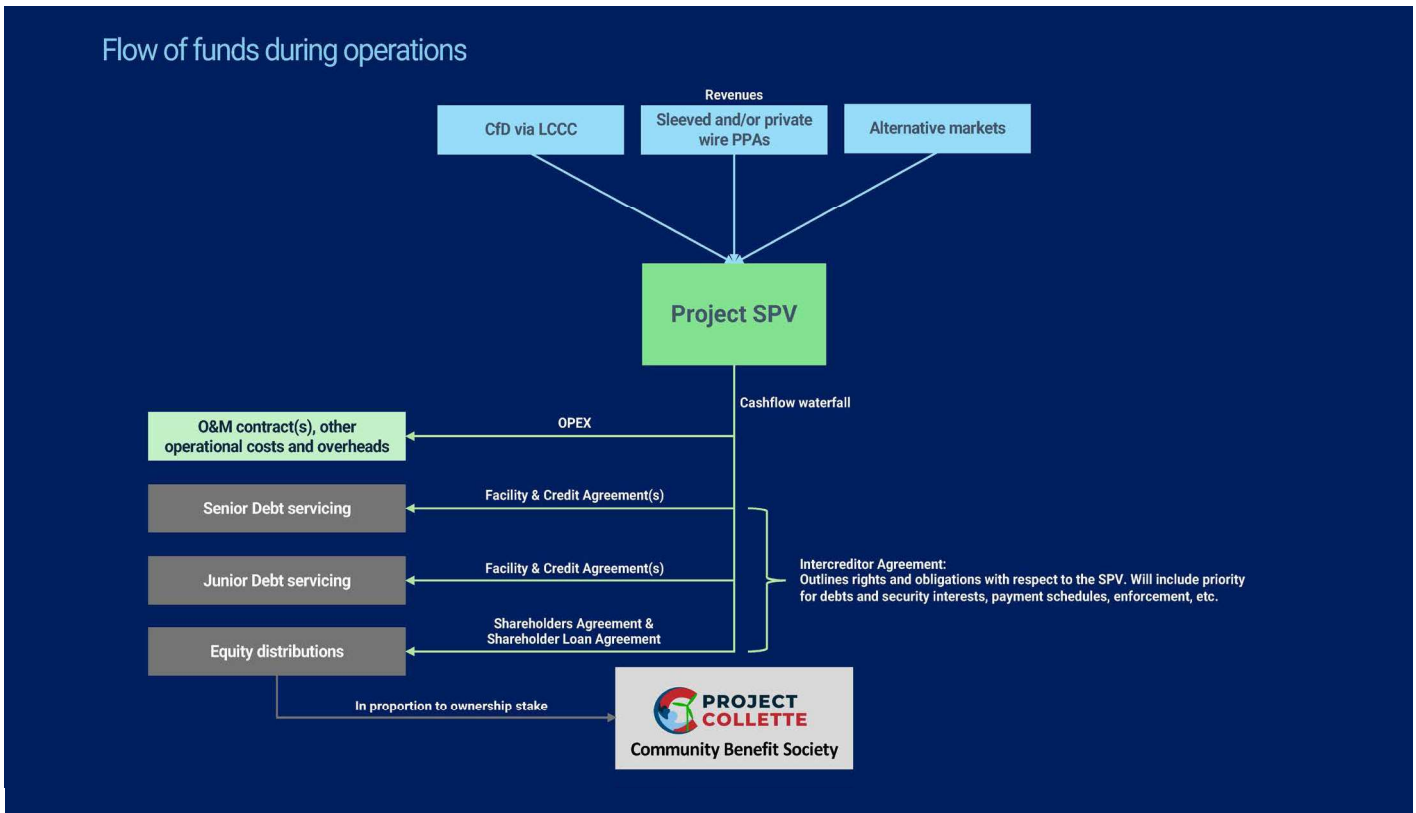 Flow of funds during operations
Revenues
CfD via LCCC
Sleeved and/or private
wire PPAs
Alternative markets
Project SPV
Cashflow waterfall
O&M contract(s), other
operational costs and overheads
OPEX
Senior Debt servicing
Facility & Credit Agreement(s)
Junior Debt servicing
Facility & Credit Agreement(s)
Intercreditor Agreement:
Outlines rights and obligations with respect to the SPV. Will include priority
for debts and security interests, payment schedules, enforcement, etc.
Equity distributions
Shareholders Agreement &
Shareholder Loan Agreement
In proportion to ownership stake
PROJECT
COLLETTE
Community Benefit Society